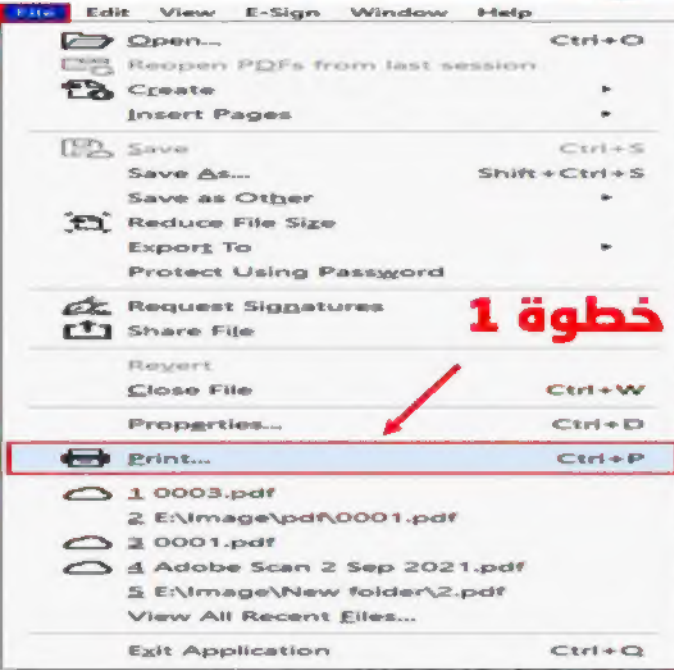 File Edit View E-Sign Window Help
Open... Ctrl+O
Reopen PDFs from last session
Create
Insert Pages
Save Ctrl+S
Save As... Shift+Ctrl+S
Save as Other
Reduce File Size
Export To
Protect Using Password
Request Signatures
خطوة 1
Share File
Revert
Close File Ctrl+W
Properties... Ctrl+D
Print... Ctrl+P
1 0003.pdf
2 E:\Image\pdf\0001.pdf
3 0001.pdf
4 Adobe Scan 2 Sep 2021.pdf
5 E:\Image\New folder\2.pdf
View All Recent Files...
Exit Application Ctrl+Q